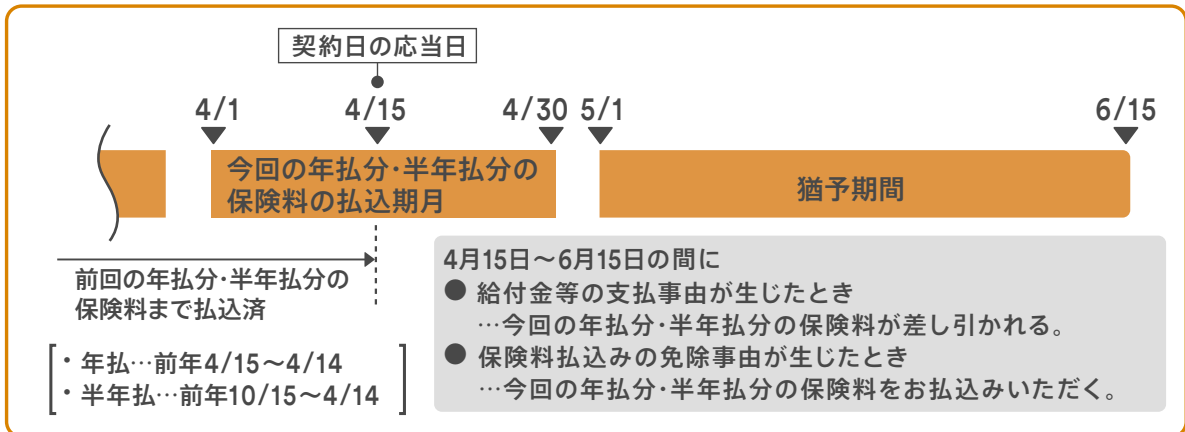 契約日の応当日
4/1
4/15
4/30
5/1
6/15
今回の年払分・半年払分の
保険料の払込期月
猶予期間
前回の年払分・半年払分の
保険料まで払込済
・年払…前年4/15～4/14
・半年払…前年10/15～4/14
4月15日～6月15日の間に
● 給付金等の支払事由が生じたとき
…今回の年払分・半年払分の保険料が差し引かれる。
● 保険料払込みの免除事由が生じたとき
…今回の年払分・半年払分の保険料をお払込みいただく。